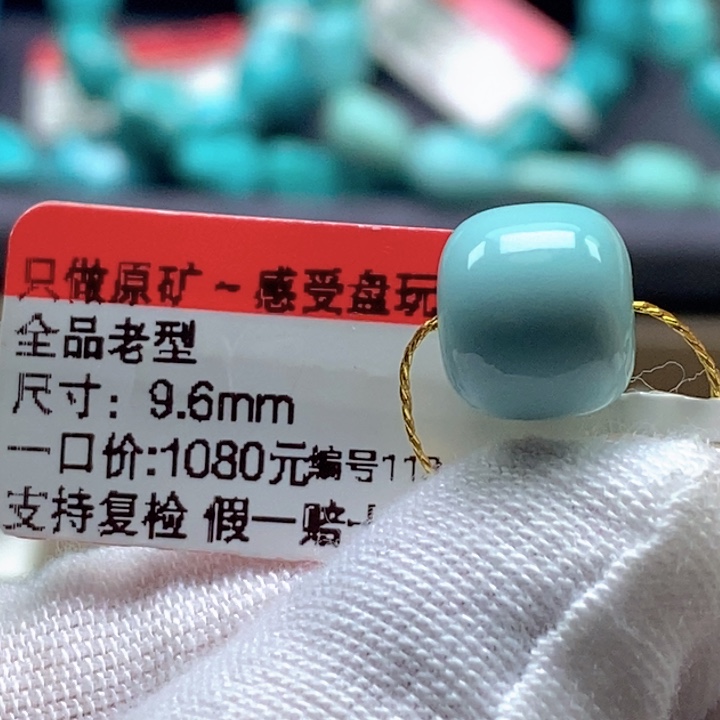 只做原矿~感受盘玩
全品老型
尺寸：9.6mm
一口价:1080元编号11
支持复检 假一赔